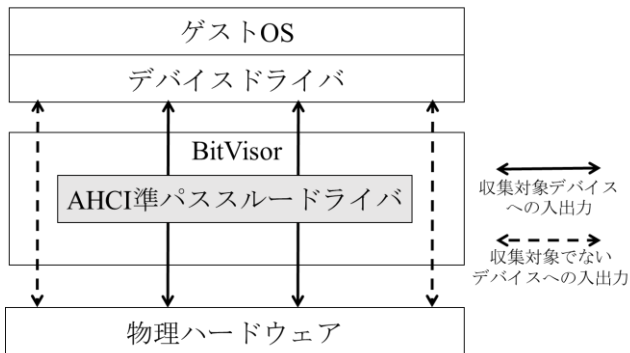 ゲストOS
デバイスドライバ
BitVisor
AHCI準パススルードライバ
物理ハードウェア
収集対象デバイス
への入出力
収集対象でない
デバイスへの入出力